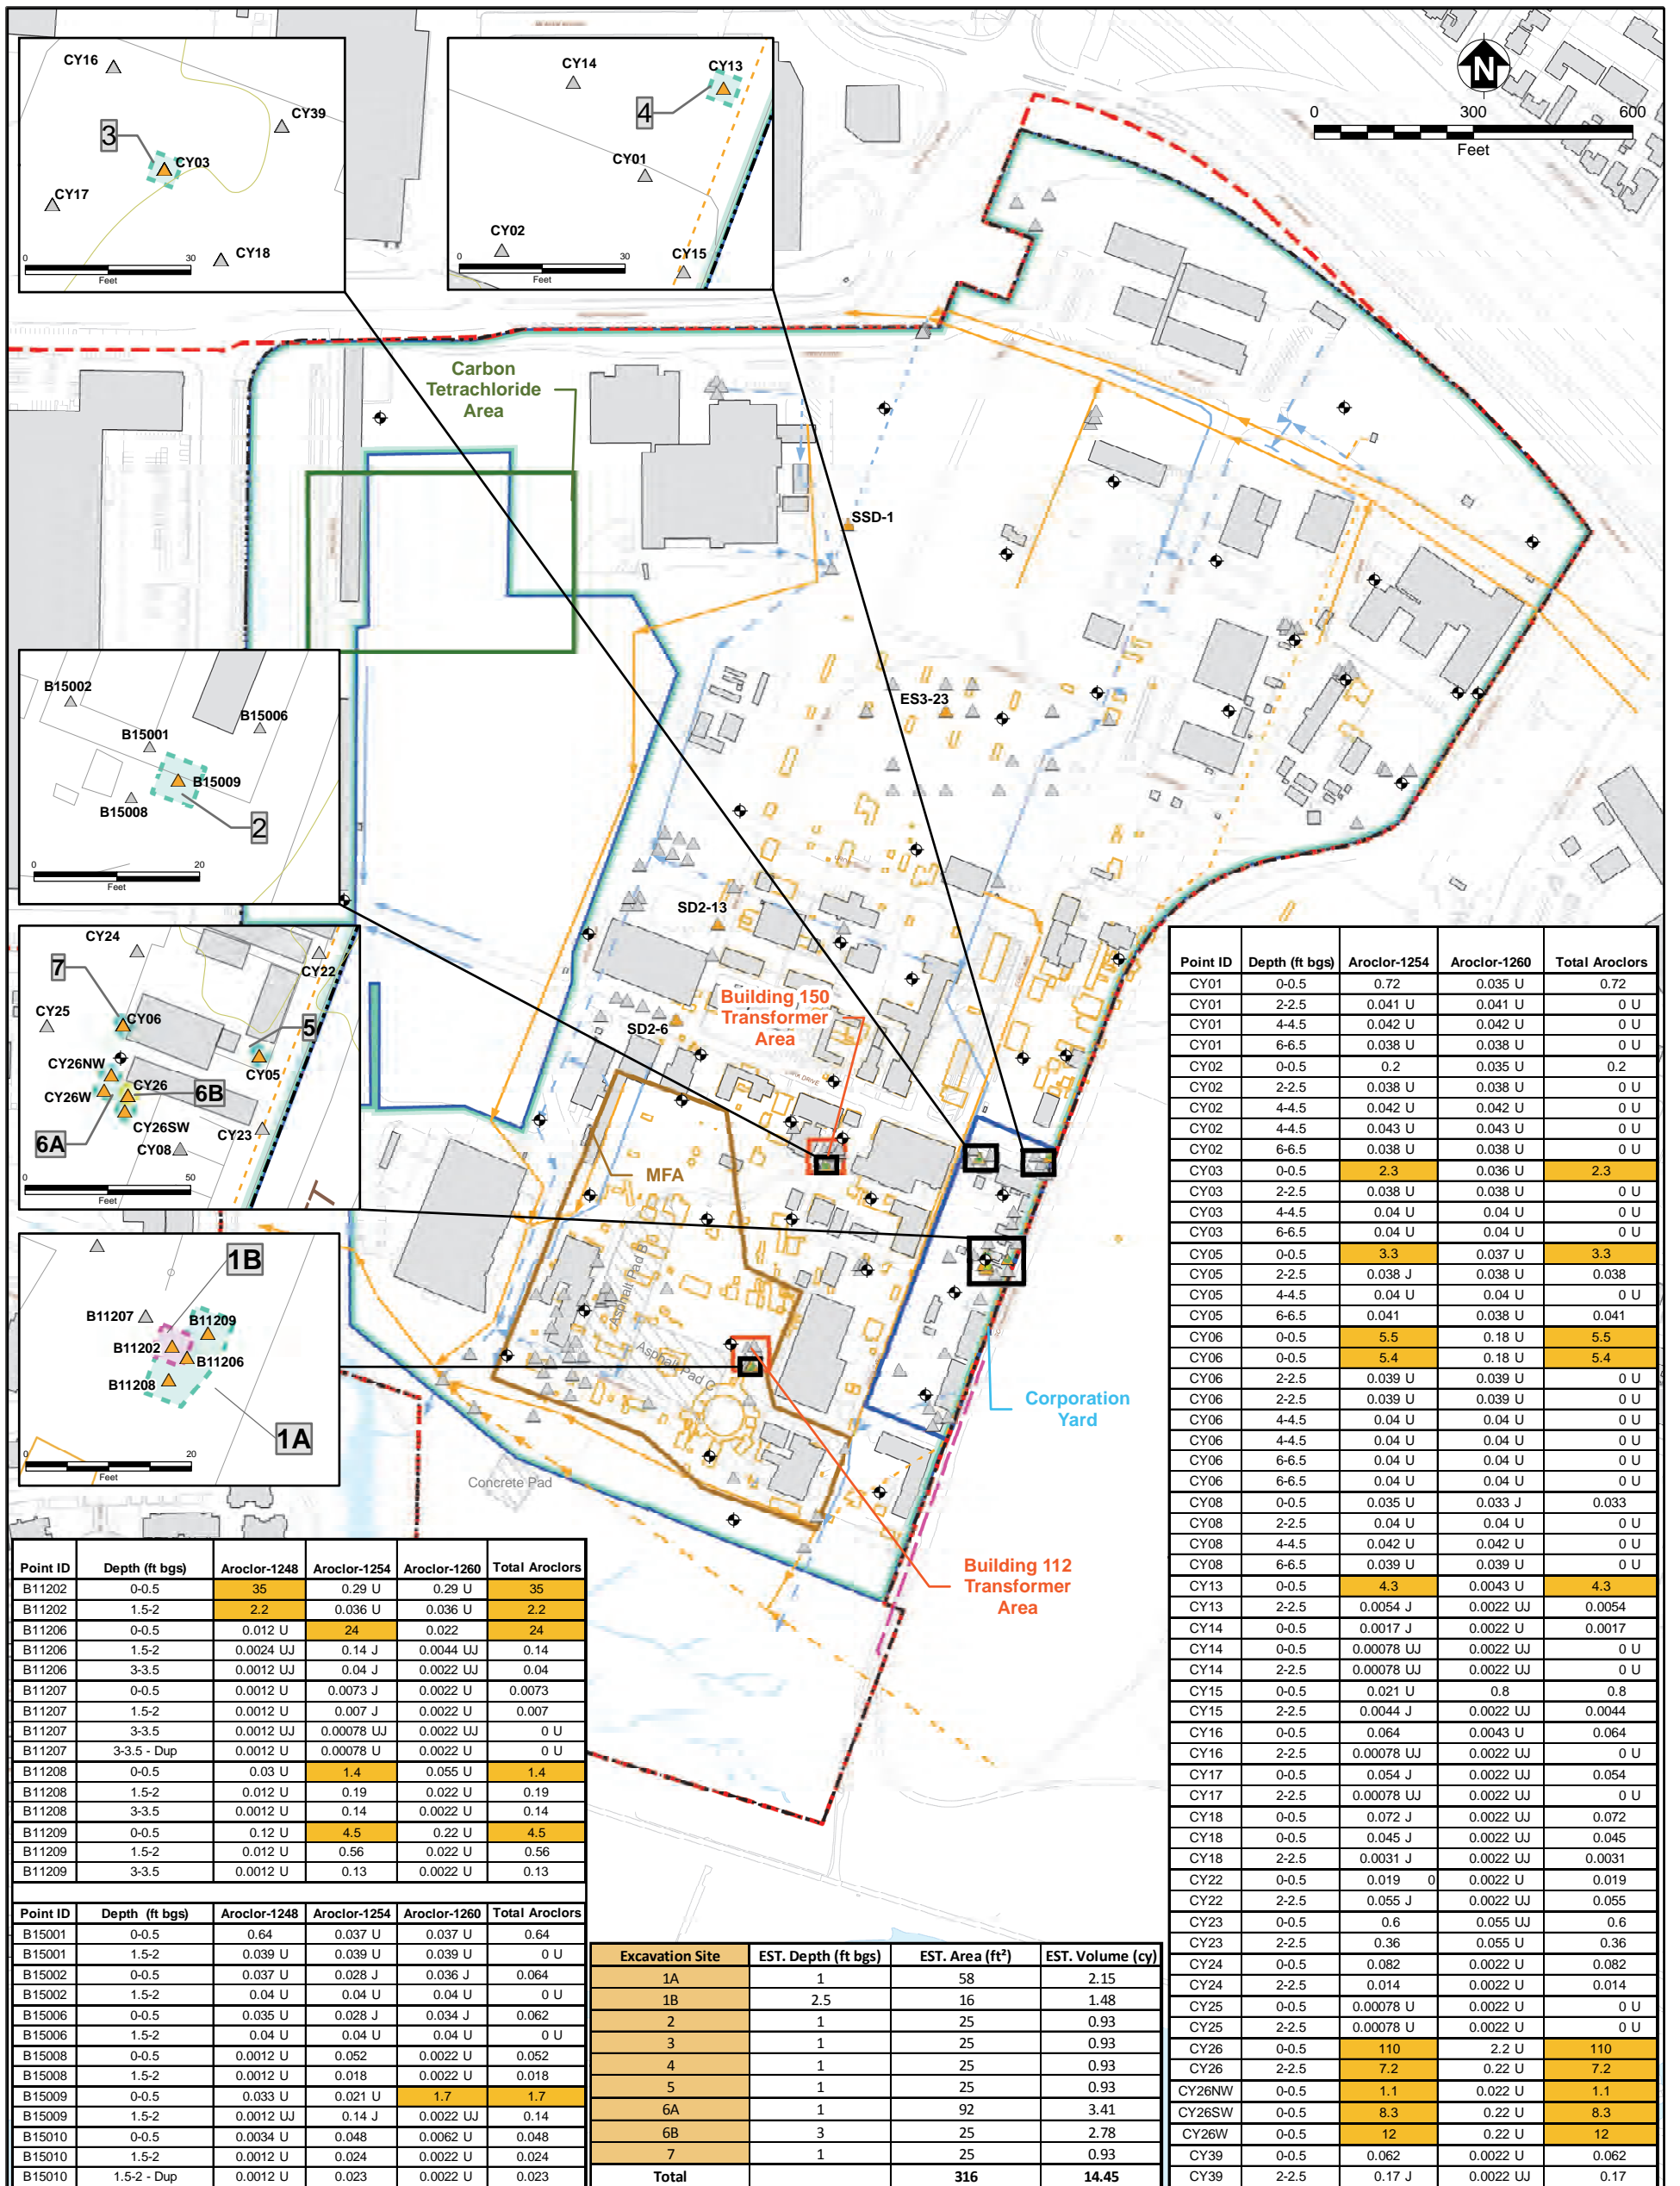 CY16
CY39
3
CY03
CY17
CY18
0 30
Feet
CY14
CY13
4
CY01
CY02
CY15
0 30
Feet
N
0 300 600
Feet
Carbon
Tetrachloride
Area
SSD-1
ES3-23
B15002
B15006
B15001
B15009
B15008
2
0 20
Feet
SD2-13
SD2-6
Building 150
Transformer
Area
LARK DRIVE
MFA
CY24
7
CY22
CY25
CY06
5
CY26NW
CY05
CY26
CY26W
6B
CY26SW
6A
CY23
CY08
0 50
Feet
1B
B11207
B11209
B11202
B11206
B11208
1A
0 20
Feet
Asphalt Pad B
Asphalt Pad C
Concrete Pad
Corporation
Yard
Building 112
Transformer
Area
Point ID Depth (ft bgs) Aroclor-1254 Aroclor-1260 Total Aroclors
CY01 0-0.5 0.72 0.035 U 0.72
CY01 2-2.5 0.041 U 0.041 U 0 U
CY01 4-4.5 0.042 U 0.042 U 0 U
CY01 6-6.5 0.038 U 0.038 U 0 U
CY02 0-0.5 0.2 0.035 U 0.2
CY02 2-2.5 0.038 U 0.038 U 0 U
CY02 4-4.5 0.042 U 0.042 U 0 U
CY02 4-4.5 0.043 U 0.043 U 0 U
CY02 6-6.5 0.038 U 0.038 U 0 U
CY03 0-0.5 2.3 0.036 U 2.3
CY03 2-2.5 0.038 U 0.038 U 0 U
CY03 4-4.5 0.04 U 0.04 U 0 U
CY03 6-6.5 0.04 U 0.04 U 0 U
CY05 0-0.5 3.3 0.037 U 3.3
CY05 2-2.5 0.038 J 0.038 U 0.038
CY05 4-4.5 0.04 U 0.04 U 0 U
CY05 6-6.5 0.041 0.038 U 0.041
CY06 0-0.5 5.5 0.18 U 5.5
CY06 0-0.5 5.4 0.18 U 5.4
CY06 2-2.5 0.039 U 0.039 U 0 U
CY06 2-2.5 0.039 U 0.039 U 0 U
CY06 4-4.5 0.04 U 0.04 U 0 U
CY06 4-4.5 0.04 U 0.04 U 0 U
CY06 6-6.5 0.04 U 0.04 U 0 U
CY06 6-6.5 0.04 U 0.04 U 0 U
CY08 0-0.5 0.035 U 0.033 J 0.033
CY08 2-2.5 0.04 U 0.04 U 0 U
CY08 4-4.5 0.042 U 0.042 U 0 U
CY08 6-6.5 0.039 U 0.039 U 0 U
CY13 0-0.5 4.3 0.0043 U 4.3
CY13 2-2.5 0.0054 J 0.0022 UJ 0.0054
CY14 0-0.5 0.0017 J 0.0022 U 0.0017
CY14 0-0.5 0.00078 UJ 0.0022 UJ 0 U
CY14 2-2.5 0.00078 UJ 0.0022 UJ 0 U
CY15 0-0.5 0.021 U 0.8 0.8
CY15 2-2.5 0.0044 J 0.0022 UJ 0.0044
CY16 0-0.5 0.064 0.0043 U 0.064
CY16 2-2.5 0.00078 UJ 0.0022 UJ 0 U
CY17 0-0.5 0.054 J 0.0022 UJ 0.054
CY17 2-2.5 0.00078 UJ 0.0022 UJ 0 U
CY18 0-0.5 0.072 J 0.0022 UJ 0.072
CY18 0-0.5 0.045 J 0.0022 UJ 0.045
CY18 2-2.5 0.0031 J 0.0022 UJ 0.0031
CY22 0-0.5 0.019 0 0.0022 U 0.019
CY22 2-2.5 0.055 J 0.0022 UJ 0.055
CY23 0-0.5 0.6 0.055 UJ 0.6
CY23 2-2.5 0.36 0.055 U 0.36
CY24 0-0.5 0.082 0.0022 U 0.082
CY24 2-2.5 0.014 0.0022 U 0.014
CY25 0-0.5 0.00078 U 0.0022 U 0 U
CY25 2-2.5 0.00078 U 0.0022 U 0 U
CY26 0-0.5 110 2.2 U 110
CY26 2-2.5 7.2 0.22 U 7.2
CY26NW 0-0.5 1.1 0.022 U 1.1
CY26SW 0-0.5 8.3 0.22 U 8.3
CY26W 0-0.5 12 0.22 U 12
CY39 0-0.5 0.062 0.0022 U 0.062
CY39 2-2.5 0.17 J 0.0022 UJ 0.17
Point ID Depth (ft bgs) Aroclor-1248 Aroclor-1254 Aroclor-1260 Total Aroclors
B11202 0-0.5 35 0.29 U 0.29 U 35
B11202 1.5-2 2.2 0.036 U 0.036 U 2.2
B11206 0-0.5 0.012 U 24 0.022 24
B11206 1.5-2 0.0024 UJ 0.14 J 0.0044 UJ 0.14
B11206 3-3.5 0.0012 UJ 0.04 J 0.0022 UJ 0.04
B11207 0-0.5 0.0012 U 0.0073 J 0.0022 U 0.0073
B11207 1.5-2 0.0012 U 0.007 J 0.0022 U 0.007
B11207 3-3.5 0.0012 UJ 0.00078 UJ 0.0022 UJ 0 U
B11207 3-3.5 - Dup 0.0012 U 0.00078 U 0.0022 U 0 U
B11208 0-0.5 0.03 U 1.4 0.055 U 1.4
B11208 1.5-2 0.012 U 0.19 0.022 U 0.19
B11208 3-3.5 0.0012 U 0.14 0.0022 U 0.14
B11209 0-0.5 0.12 U 4.5 0.22 U 4.5
B11209 1.5-2 0.012 U 0.56 0.022 U 0.56
B11209 3-3.5 0.0012 U 0.13 0.0022 U 0.13
Point ID Depth (ft bgs) Aroclor-1248 Aroclor-1254 Aroclor-1260 Total Aroclors
B15001 0-0.5 0.64 0.037 U 0.037 U 0.64
B15001 1.5-2 0.039 U 0.039 U 0.039 U 0 U
B15002 0-0.5 0.037 U 0.028 J 0.036 J 0.064
B15002 1.5-2 0.04 U 0.04 U 0.04 U 0 U
B15006 0-0.5 0.035 U 0.028 J 0.034 J 0.062
B15006 1.5-2 0.04 U 0.04 U 0.04 U 0 U
B15008 0-0.5 0.0012 U 0.052 0.0022 U 0.052
B15008 1.5-2 0.0012 U 0.018 0.0022 U 0.018
B15009 0-0.5 0.033 U 0.021 U 1.7 1.7
B15009 1.5-2 0.0012 UJ 0.14 J 0.0022 UJ 0.14
B15010 0-0.5 0.0034 U 0.048 0.0062 U 0.048
B15010 1.5-2 0.0012 U 0.024 0.0022 U 0.024
B15010 1.5-2 - Dup 0.0012 U 0.023 0.0022 U 0.023
Excavation Site EST. Depth (ft bgs) EST. Area (ft²) EST. Volume (cy)
1A 1 58 2.15
1B 2.5 16 1.48
2 1 25 0.93
3 1 25 0.93
4 1 25 0.93
5 1 25 0.93
6A 1 92 3.41
6B 3 25 2.78
7 1 25 0.93
Total 316 14.45